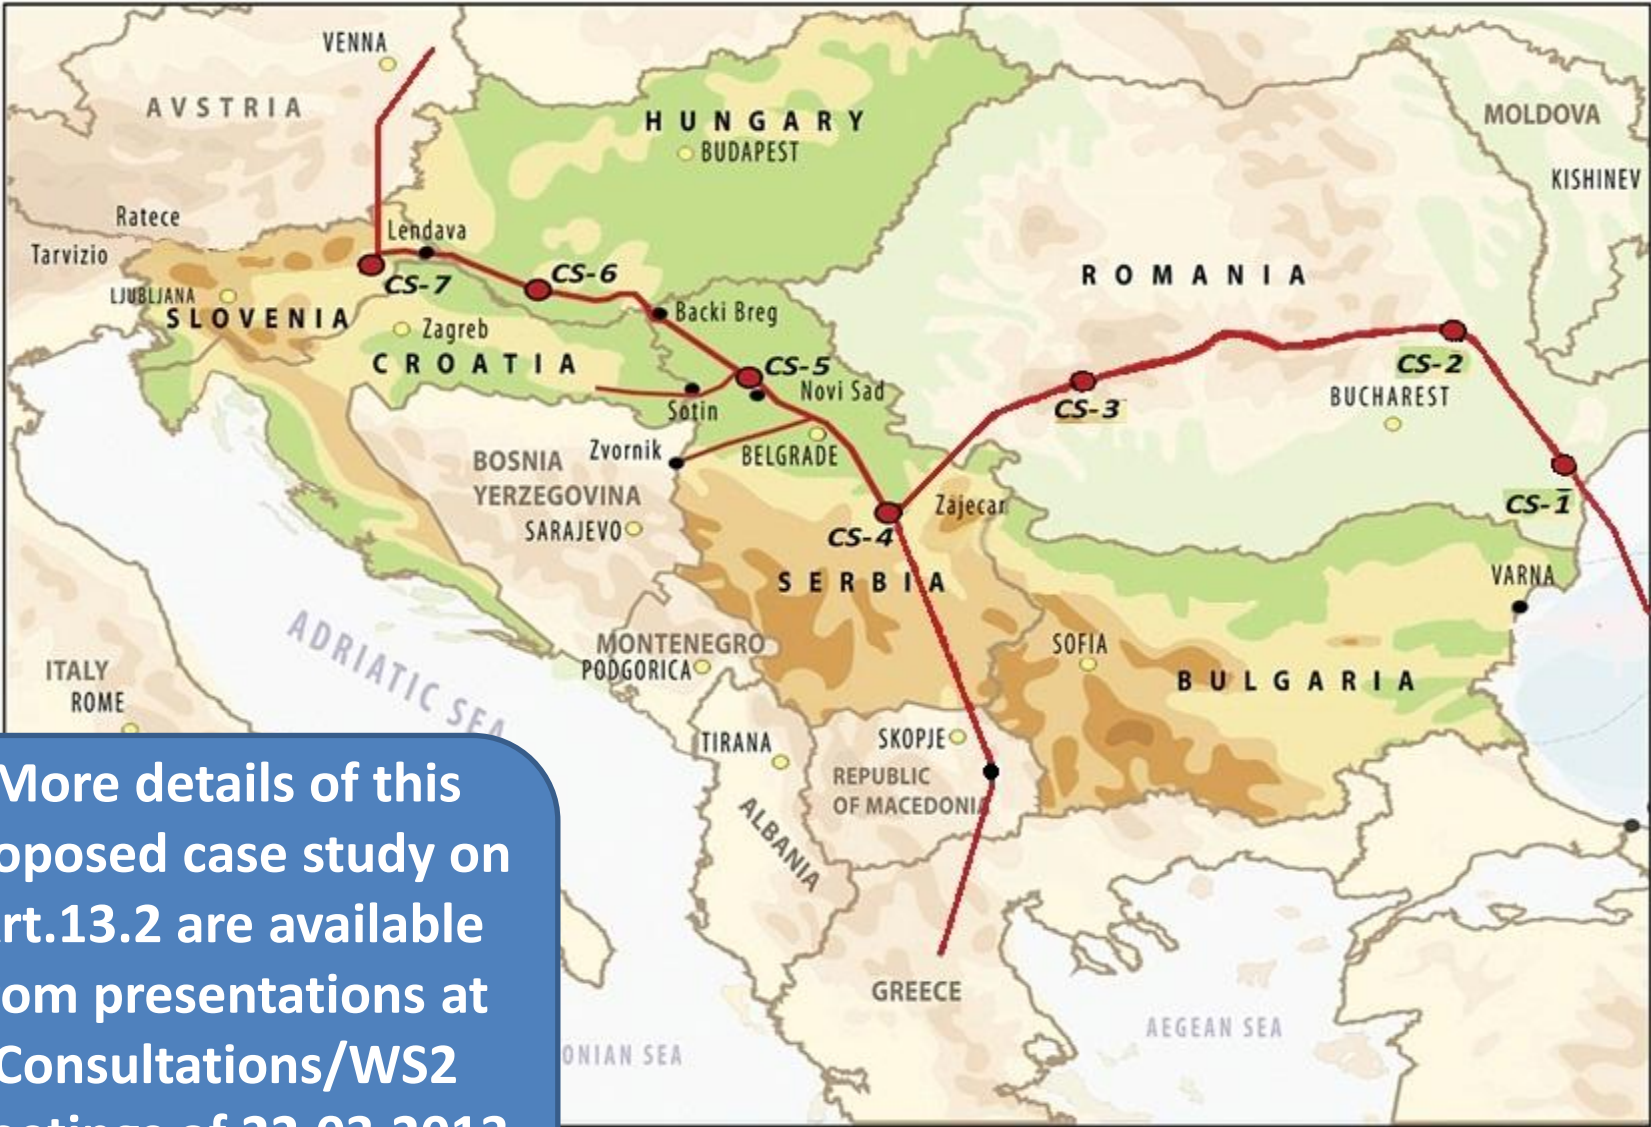 VENNA
AVSTRIA
HUNGARY
BUDAPEST
MOLDOVA
KISHINEV
Ratece
Tarvizio
Lendava
LJUBLJANA
SLOVENIA
CS-7
CS-6
Zagreb
CROATIA
Backi Breg
CS-5
Novi Sad
Sotin
ROMANIA
CS-2
CS-3
BUCHAREST
CS-1
Zvornik
BELGRADE
BOSNIA
YERZEGOVINA
SARAJEVO
Zajecar
CS-4
SERBIA
VARNA
ADRIATIC SEA
MONTENEGRO
PODGORICA
SOFIA
BULGARIA
ITALY
ROME
TIRANA
SKOPJE
REPUBLIC
OF MACEDONIA
ALBANIA
GREECE
AEGEAN SEA
ONIAN SEA
More details of this
oposed case study on
rt.13.2 are available
om presentations at
Consultations/WS2